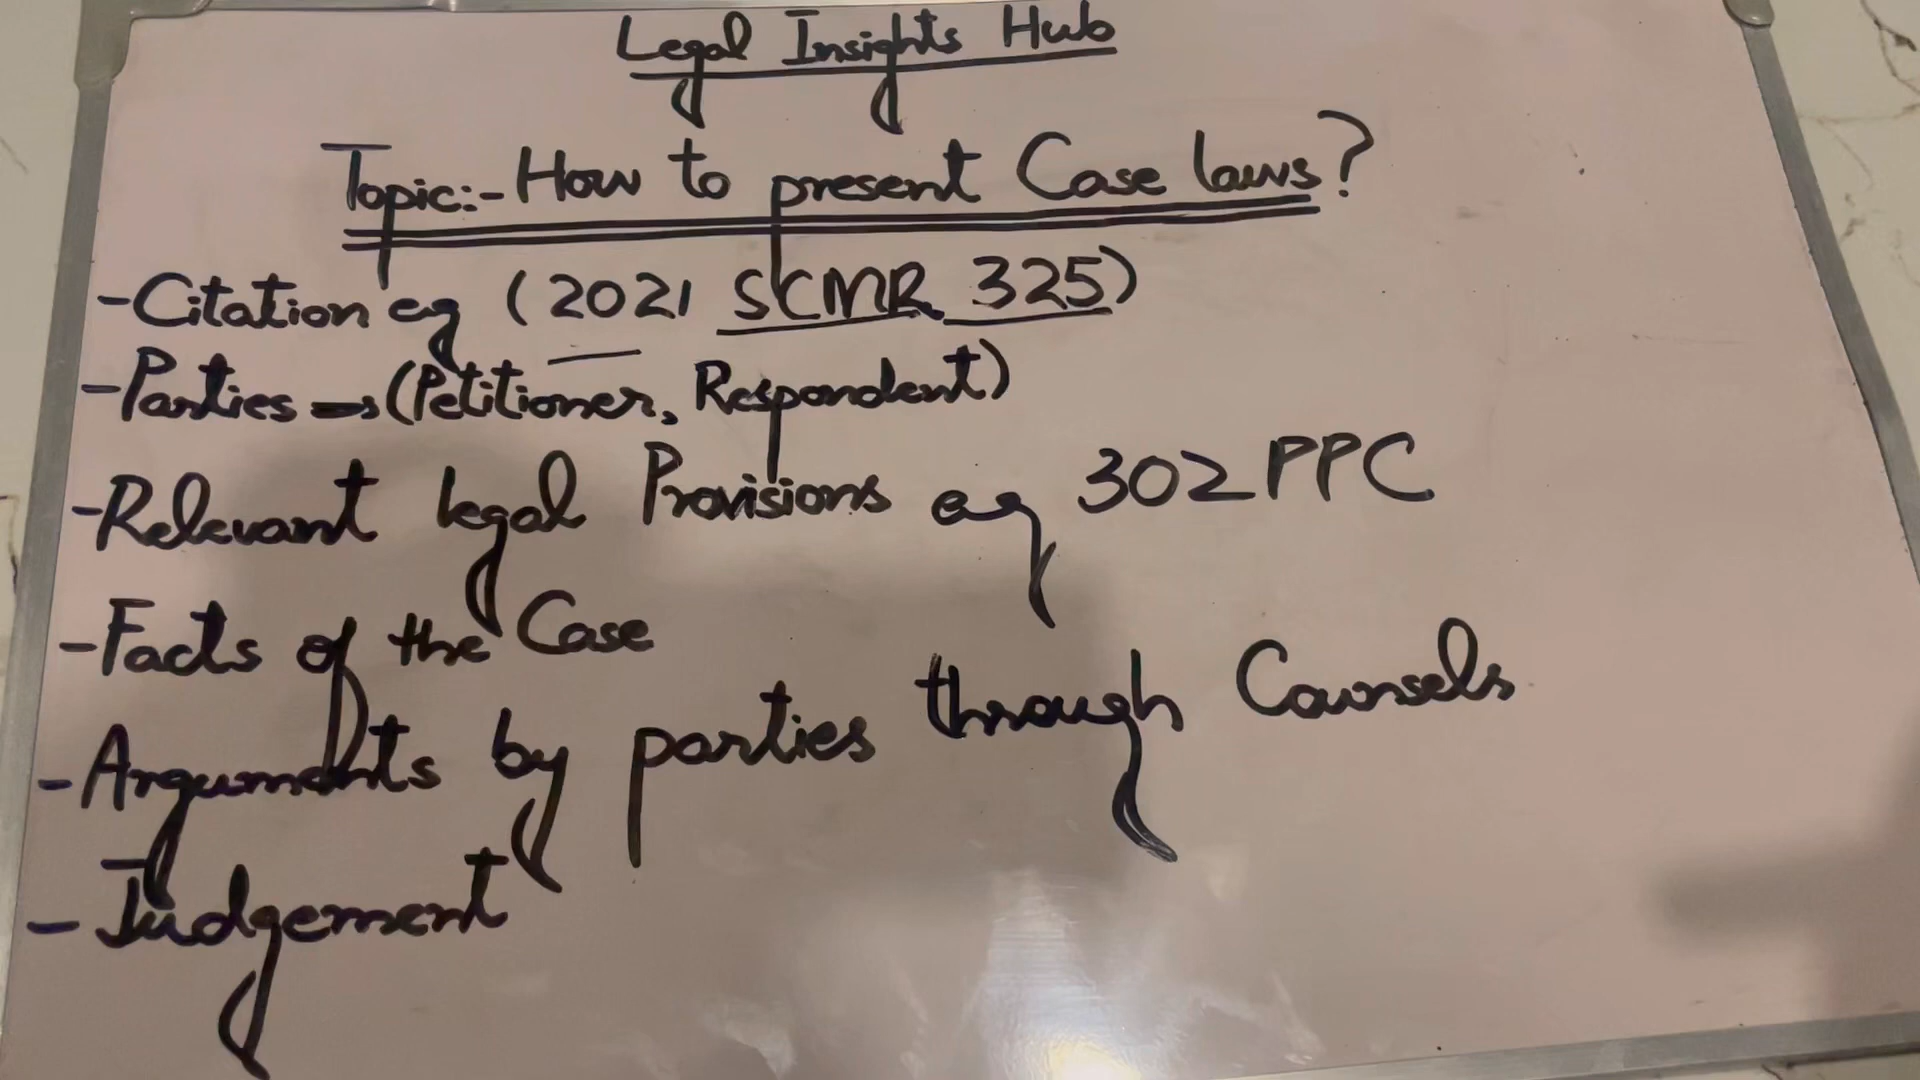 Legal Insights Hub
Topic:- How to present Case laws?
- Citation eg (2021 SCMR 325)
- Parties => (Petitioner, Respondent)
- Relevant legal Provisions eg 302 PPC
- Facts of the Case
- Arguments by parties through Counsels
- Judgement